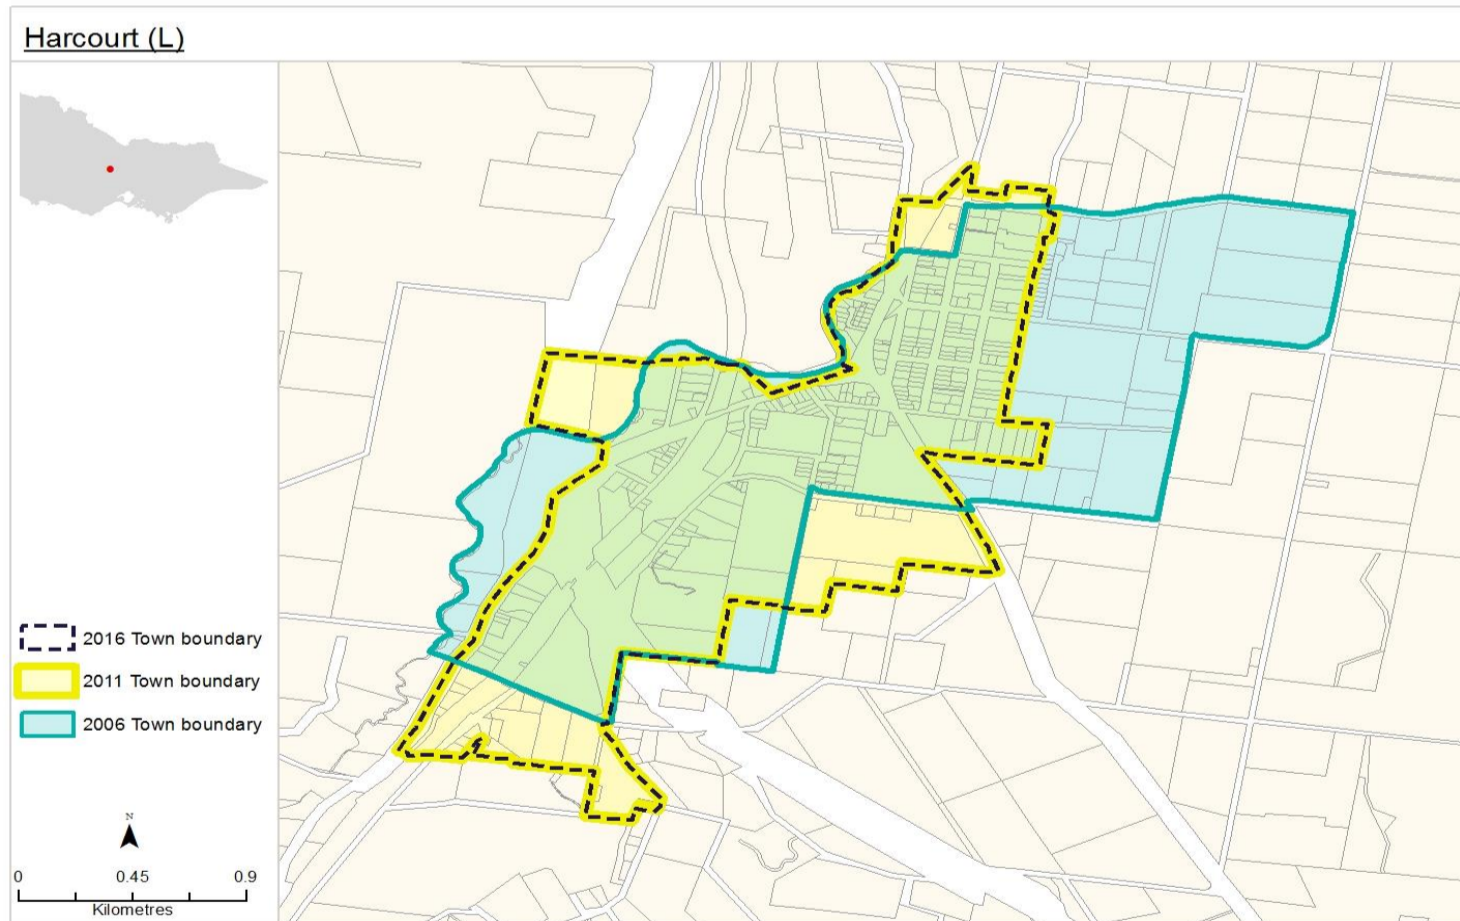 Harcourt (L)
2016 Town boundary
2011 Town boundary
2006 Town boundary
N
0 0.45 0.9
Kilometres